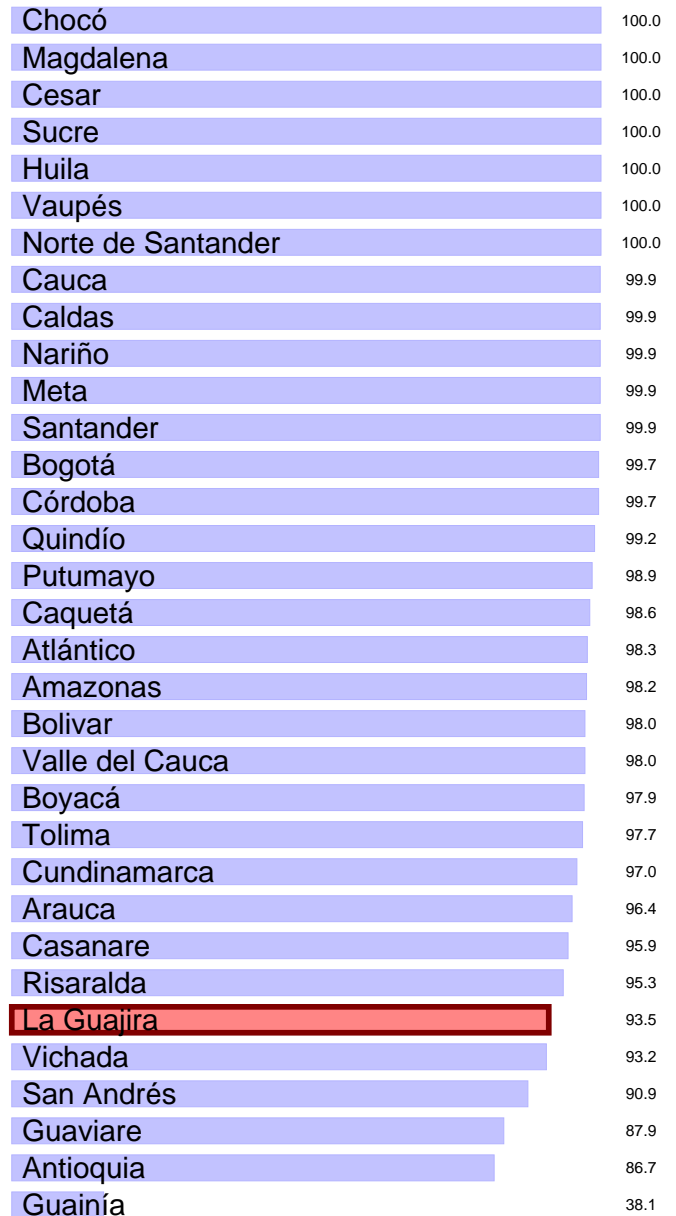 Chocó 100.0
Magdalena 100.0
Cesar 100.0
Sucre 100.0
Huila 100.0
Vaupés 100.0
Norte de Santander 100.0
Cauca 99.9
Caldas 99.9
Nariño 99.9
Meta 99.9
Santander 99.9
Bogotá 99.7
Córdoba 99.7
Quindío 99.2
Putumayo 98.9
Caquetá 98.6
Atlántico 98.3
Amazonas 98.2
Bolivar 98.0
Valle del Cauca 98.0
Boyacá 97.9
Tolima 97.7
Cundinamarca 97.0
Arauca 96.4
Casanare 95.9
Risaralda 95.3
La Guajira 93.5
Vichada 93.2
San Andrés 90.9
Guaviare 87.9
Antioquia 86.7
Guainía 38.1